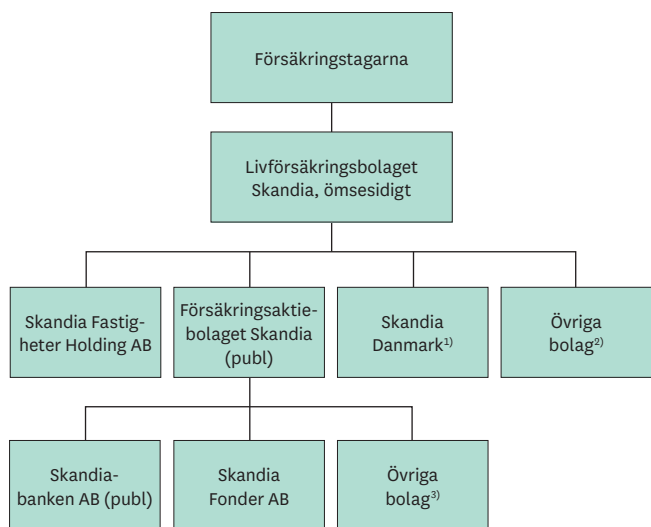 Försäkringstagarna
Livförsäkringsbolaget
Skandia, ömsesidigt
Skandia Fastig-
heter Holding AB
Försäkringsaktie-
bolaget Skandia
(publ)
Skandia
Danmark¹⁾
Övriga
bolag²⁾
Skandia-
banken AB (publ)
Skandia
Fonder AB
Övriga
bolag³⁾